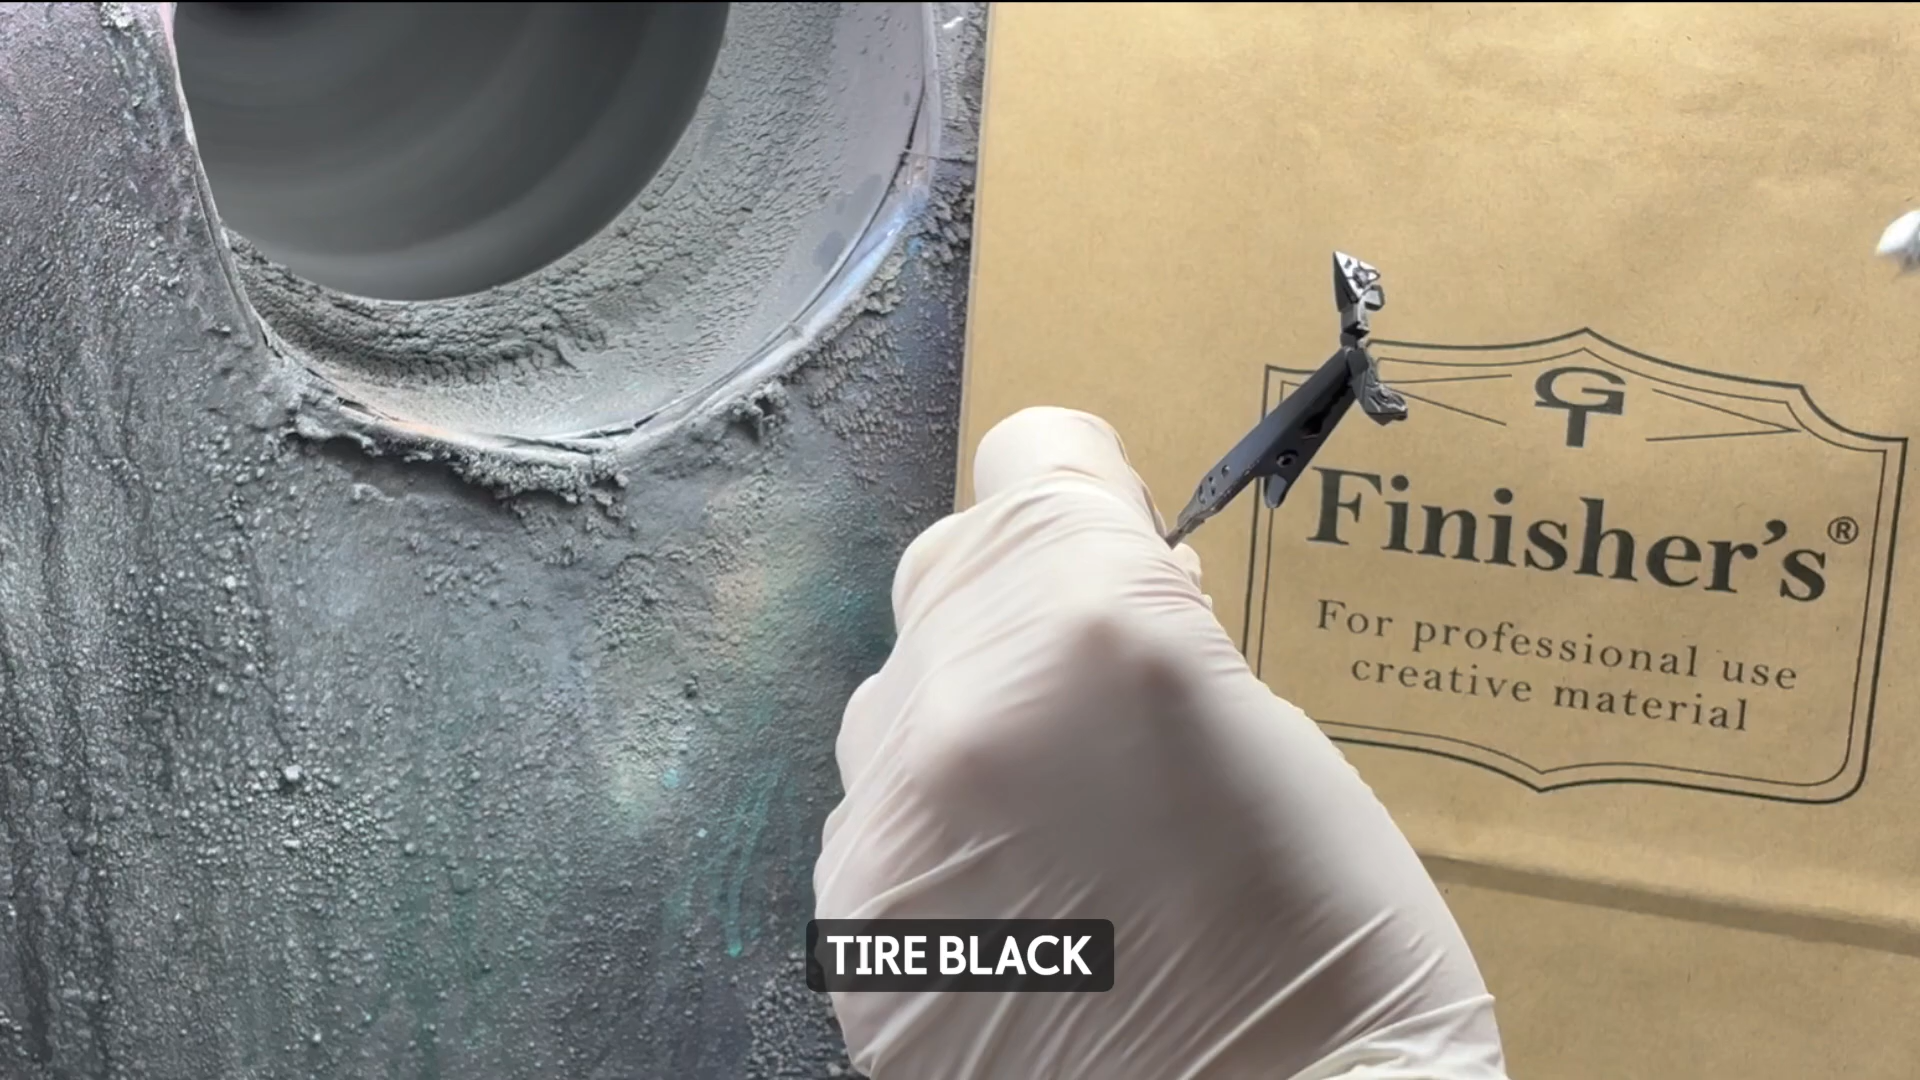 GT
Finisher's®
For professional use
creative material
TIRE BLACK